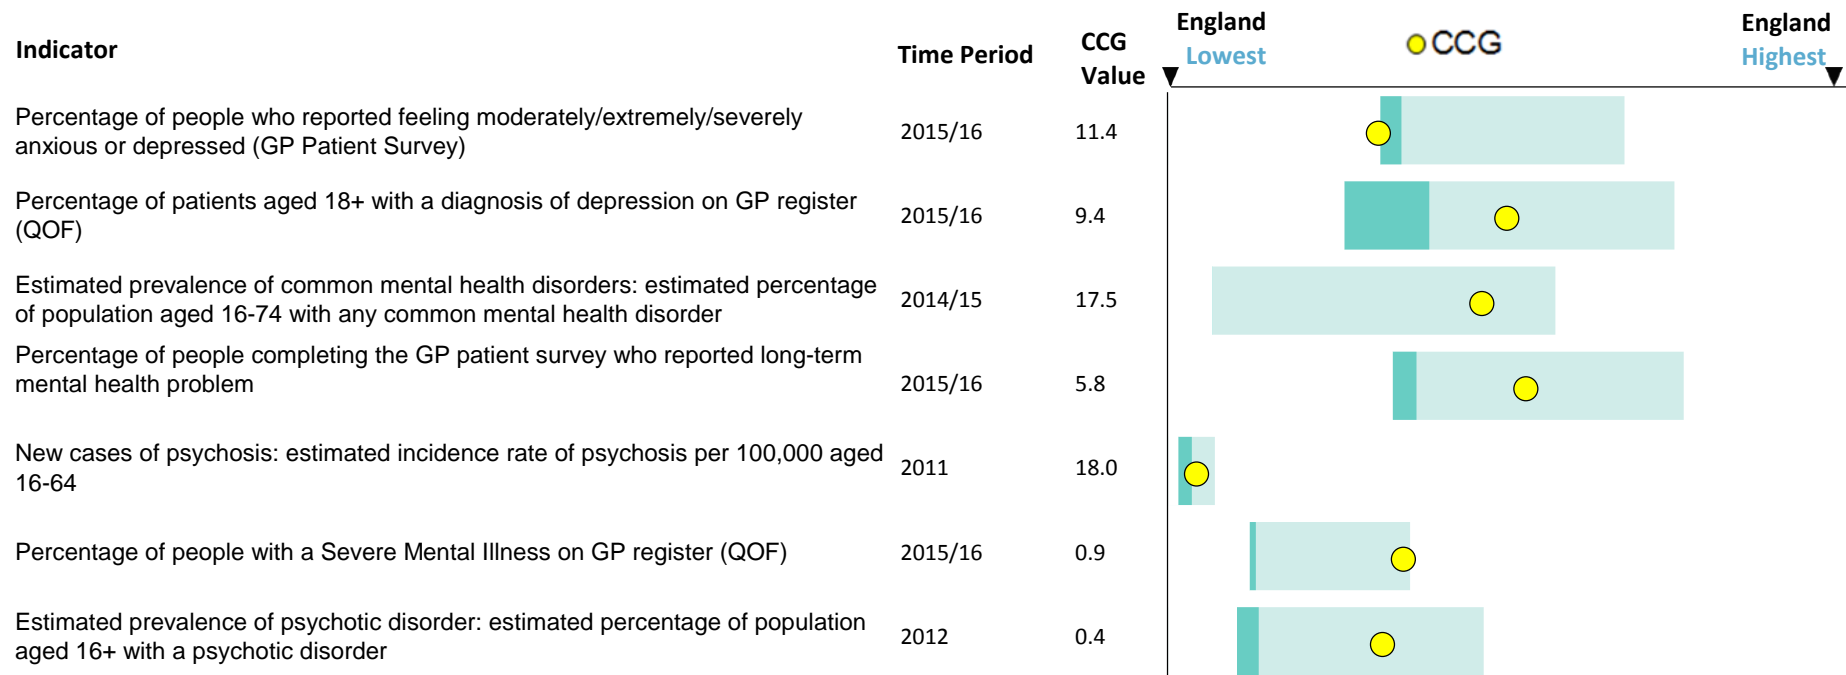 Indicator
Time Period
CCG
Value
England
Lowest
CCG
England
Highest
Percentage of people who reported feeling moderately/extremely/severely
anxious or depressed (GP Patient Survey)
2015/16
11.4
Percentage of patients aged 18+ with a diagnosis of depression on GP register
(QOF)
2015/16
9.4
Estimated prevalence of common mental health disorders: estimated percentage
of population aged 16-74 with any common mental health disorder
2014/15
17.5
Percentage of people completing the GP patient survey who reported long-term
mental health problem
2015/16
5.8
New cases of psychosis: estimated incidence rate of psychosis per 100,000 aged
16-64
2011
18.0
Percentage of people with a Severe Mental Illness on GP register (QOF)
2015/16
0.9
Estimated prevalence of psychotic disorder: estimated percentage of population
aged 16+ with a psychotic disorder
2012
0.4